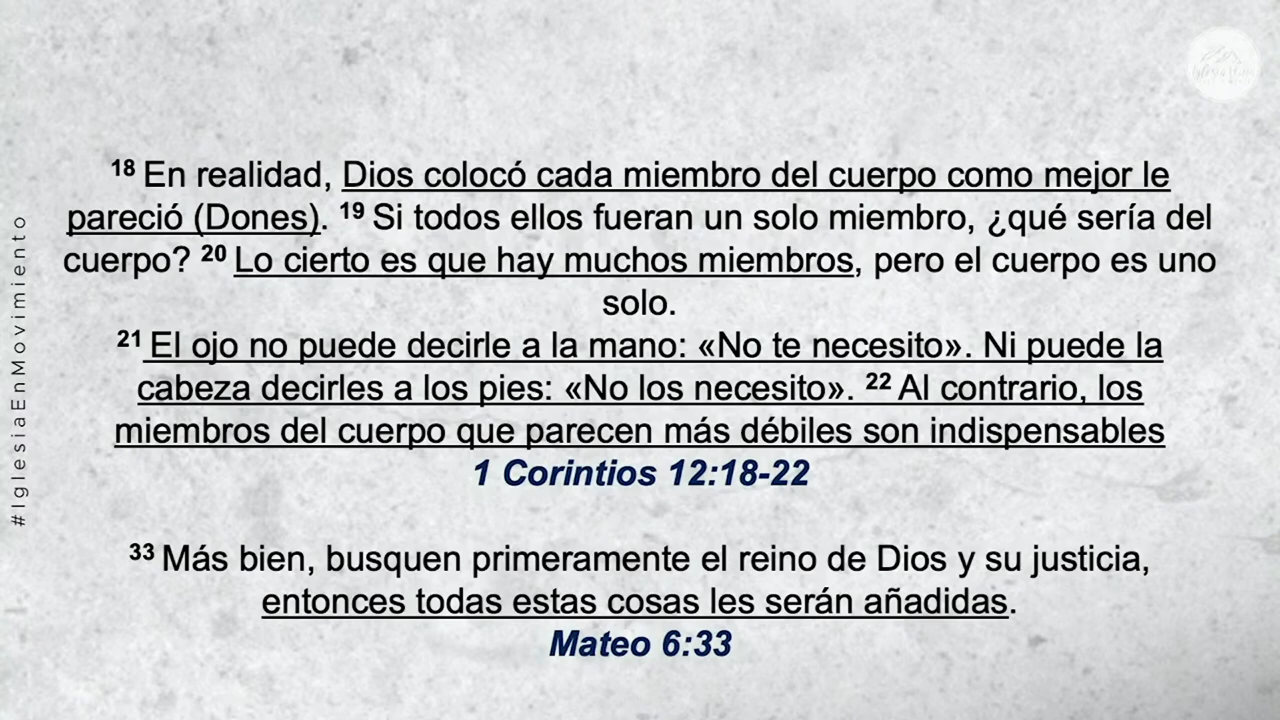 18 En realidad, Dios colocó cada miembro del cuerpo como mejor le
pareció (Dones). 19 Si todos ellos fueran un solo miembro, ¿qué sería del
cuerpo? 20 Lo cierto es que hay muchos miembros, pero el cuerpo es uno
solo.
21 El ojo no puede decirle a la mano: «No te necesito». Ni puede la
cabeza decirles a los pies: «No los necesito». 22 Al contrario, los
miembros del cuerpo que parecen más débiles son indispensables
1 Corintios 12:18-22
33 Más bien, busquen primeramente el reino de Dios y su justicia,
entonces todas estas cosas les serán añadidas.
Mateo 6:33
#IglesiaEnMovimiento